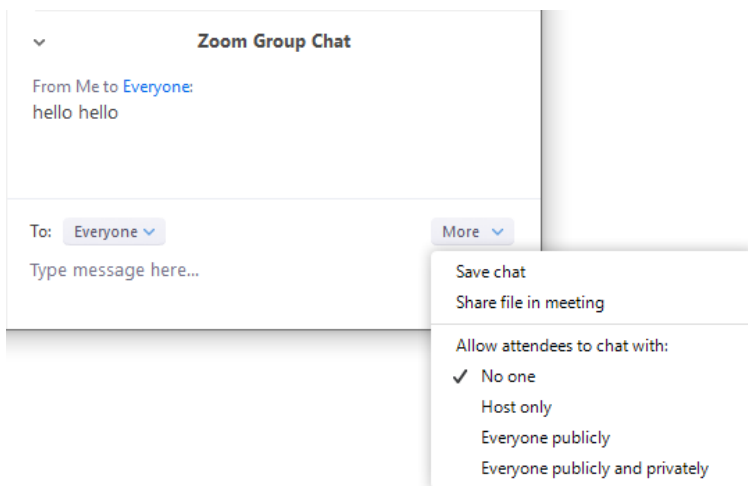 Zoom Group Chat
From Me to Everyone:
hello hello
To: Everyone More
Type message here...
Save chat
Share file in meeting
Allow attendees to chat with:
✓ No one
Host only
Everyone publicly
Everyone publicly and privately